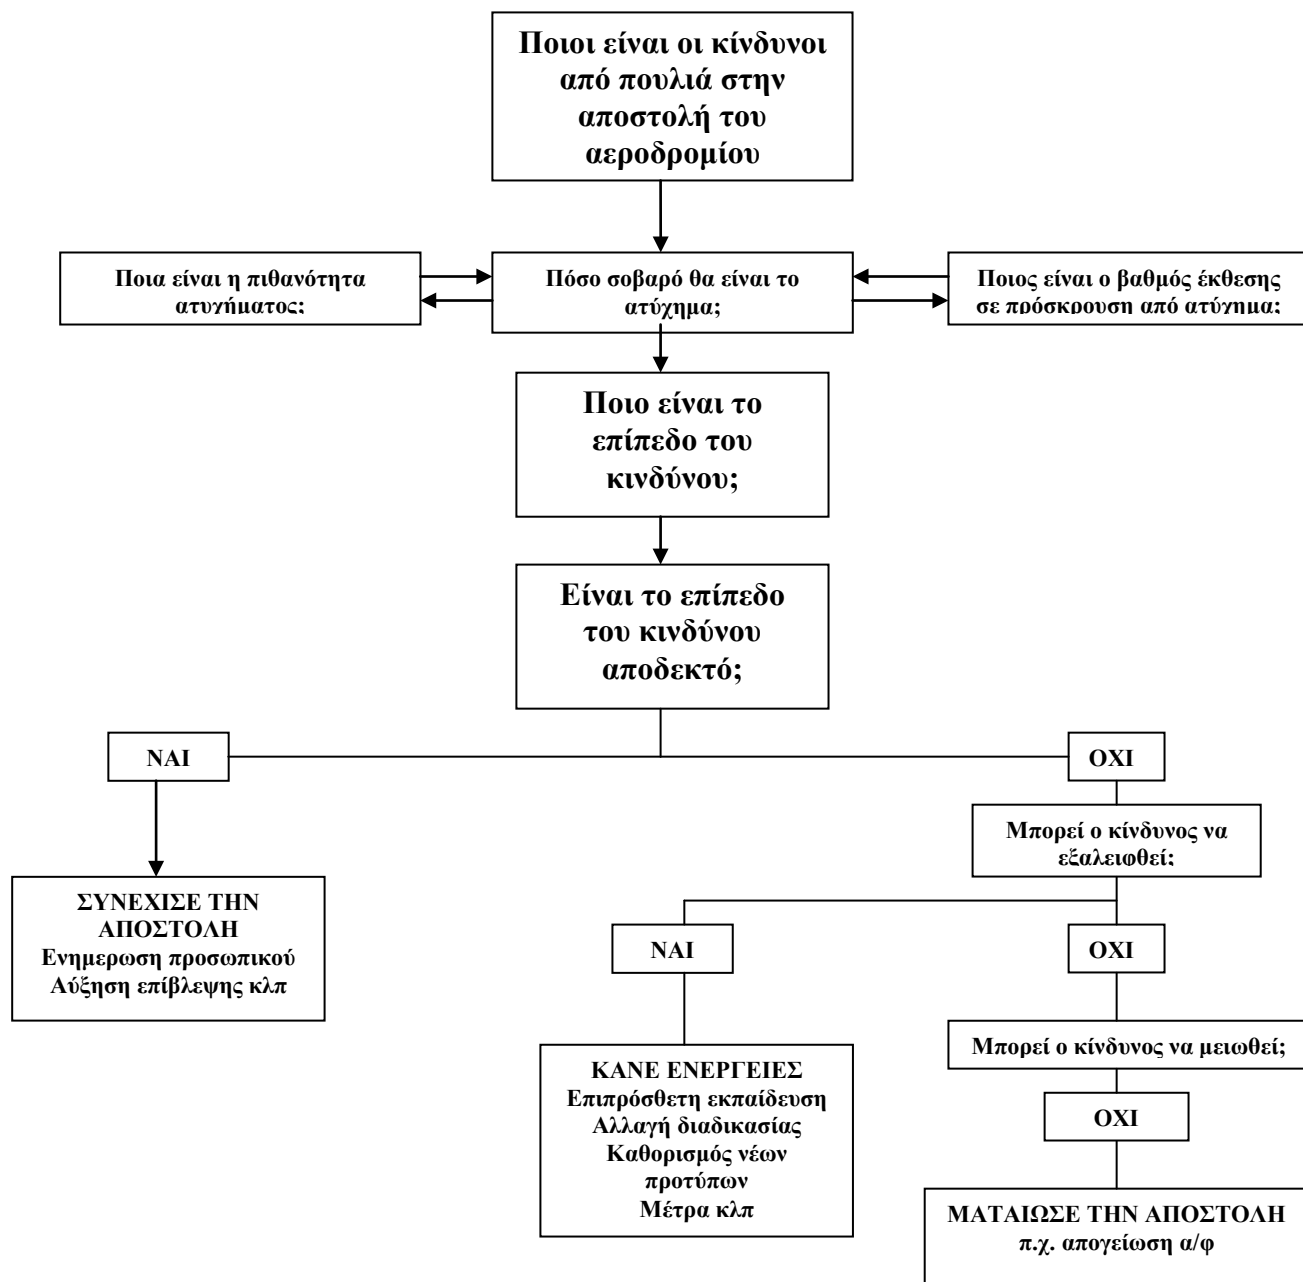 Ποιοι είναι οι κίνδυνοι
από πουλιά στην
αποστολή του
αεροδρομίου
Ποια είναι η πιθανότητα
ατυχήματος;
Πόσο σοβαρό θα είναι το
ατύχημα;
Ποιος είναι ο βαθμός έκθεσης
σε πρόσκρουση από ατύχημα;
Ποιο είναι το
επίπεδο του
κινδύνου;
Είναι το επίπεδο
του κινδύνου
αποδεκτό;
ΝΑΙ
ΟΧΙ
Μπορεί ο κίνδυνος να
εξαλειφθεί;
ΣΥΝΕΧΙΣΕ ΤΗΝ
ΑΠΟΣΤΟΛΗ
Ενημερωση προσωπικού
Αύξηση επίβλεψης κλπ
ΝΑΙ
ΟΧΙ
Μπορεί ο κίνδυνος να μειωθεί;
ΚΑΝΕ ΕΝΕΡΓΕΙΕΣ
Επιπρόσθετη εκπαίδευση
Αλλαγή διαδικασίας
Καθορισμός νέων
προτύπων
Μέτρα κλπ
ΟΧΙ
ΜΑΤΑΙΩΣΕ ΤΗΝ ΑΠΟΣΤΟΛΗ
π.χ. απογείωση α/φ